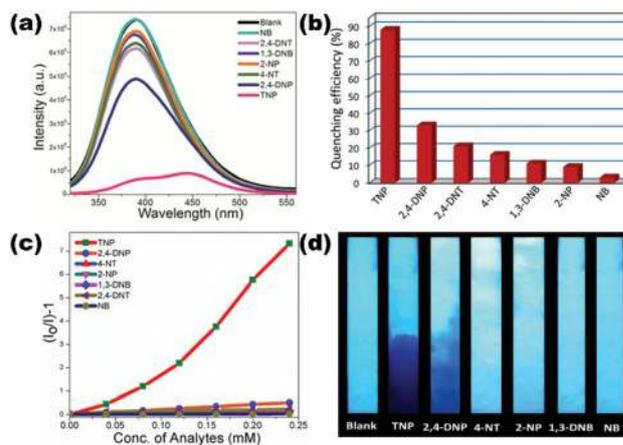 (a)
Blank
NB
2,4-DNT
1,3-DNB
2-NP
4-NT
2,4-DNP
TNP
Intensity (a.u.)
350 400 450 500 550
Wavelength (nm)
(b)
Quenching efficiency (%)
90
80
70
60
50
40
30
20
10
0
TNP
2,4-DNP
2,4-DNT
4-NT
1,3-DNB
2-NP
NB
(c)
TNP
2,4-DNP
4-NT
2-NP
1,3-DNB
2,4-DNT
NB
(I₀/I)-1
7
6
5
4
3
2
1
0
0.00 0.05 0.10 0.15 0.20 0.25
Conc. of Analytes (mM)
(d)
Blank TNP 2,4-DNP 4-NT 2-NP 1,3-DNB NB